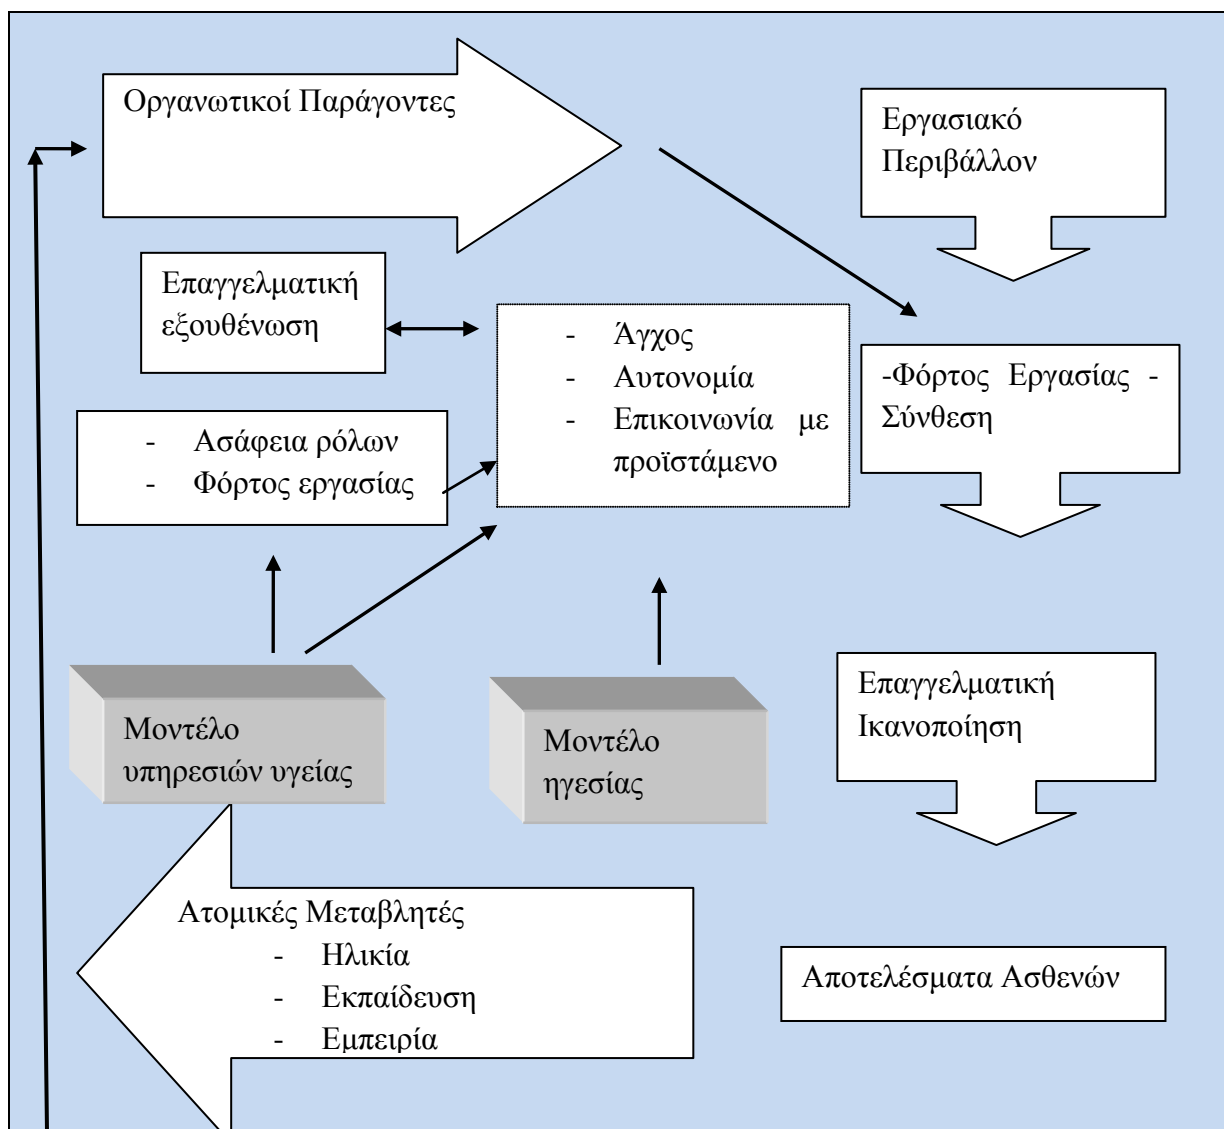 Οργανωτικοί Παράγοντες
Εργασιακό
Περιβάλλον
Επαγγελματική
εξουθένωση
- Άγχος
- Αυτονομία
- Επικοινωνία με
προϊστάμενο
-Φόρτος Εργασίας -
Σύνθεση
- Ασάφεια ρόλων
- Φόρτος εργασίας
Μοντέλο
υπηρεσιών υγείας
Μοντέλο
ηγεσίας
Επαγγελματική
Ικανοποίηση
Ατομικές Μεταβλητές
- Ηλικία
- Εκπαίδευση
- Εμπειρία
Αποτελέσματα Ασθενών